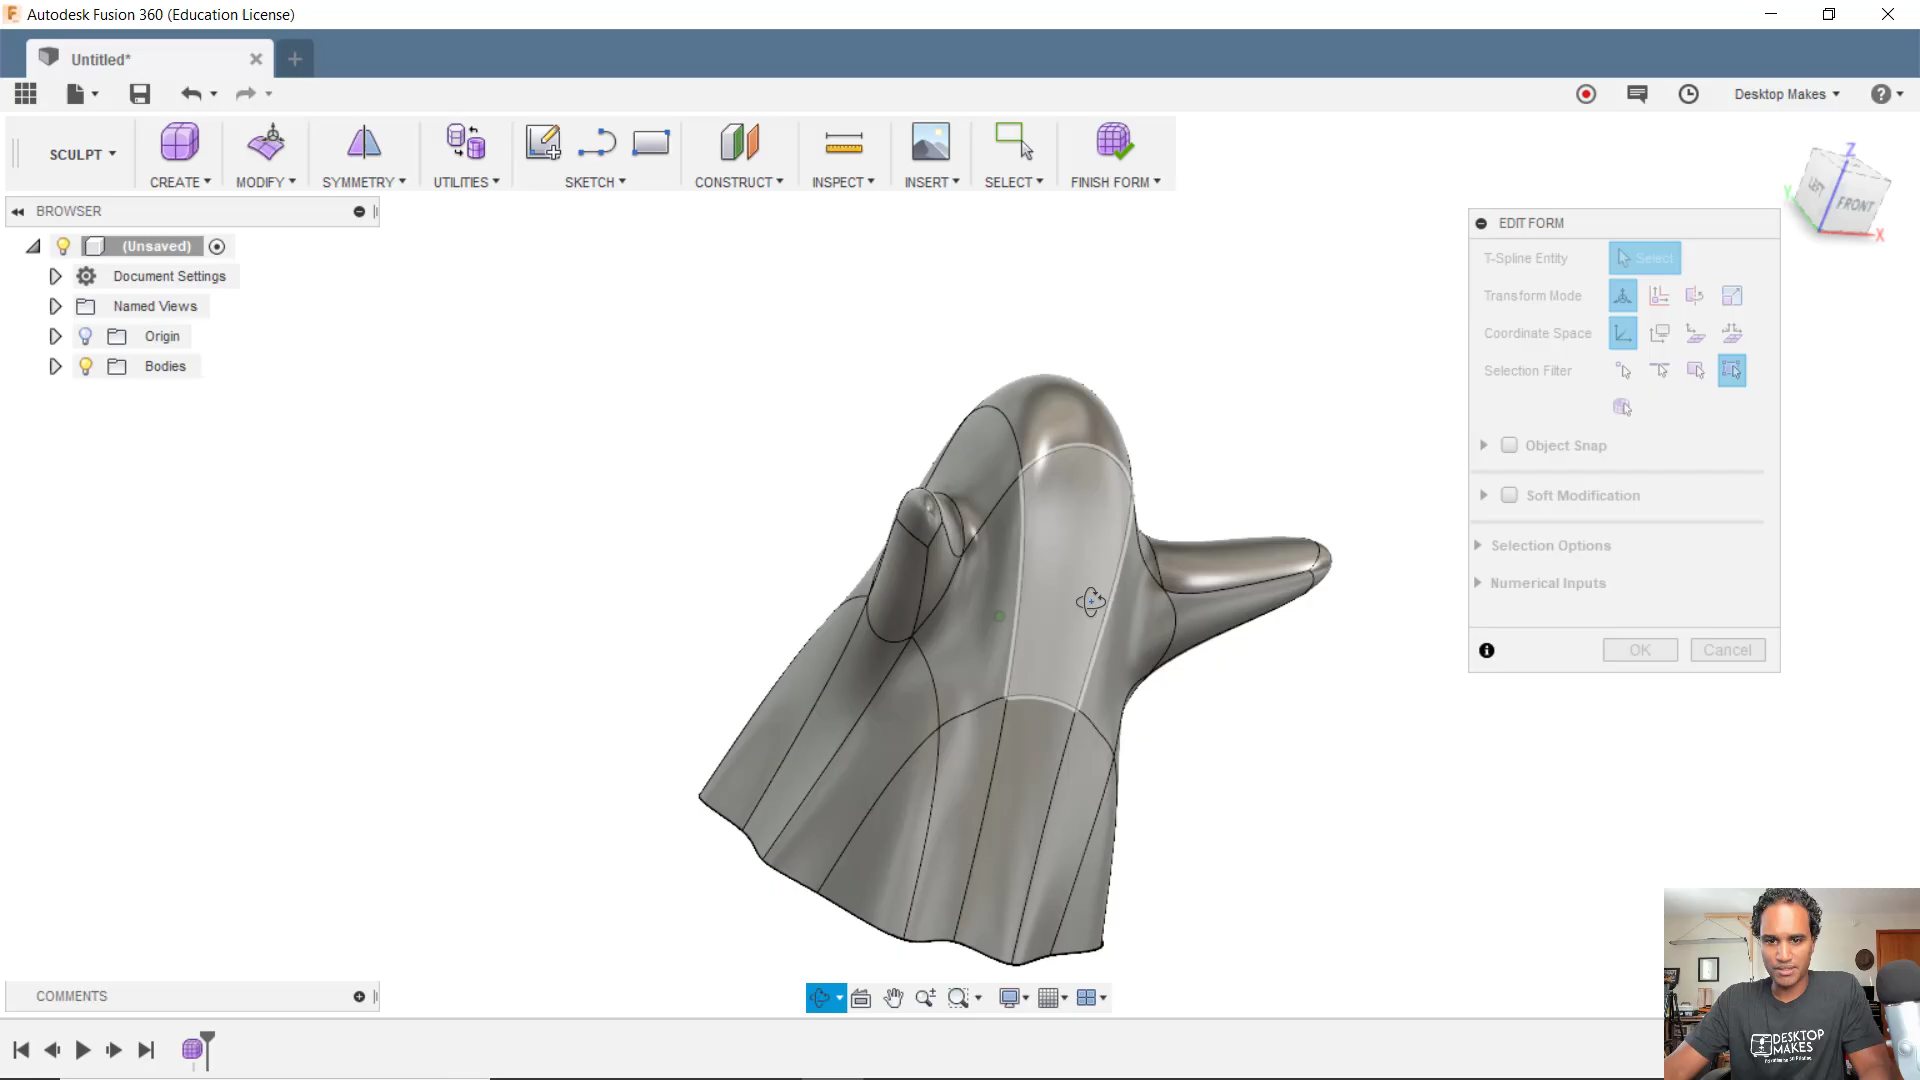 Autodesk Fusion 360 (Education License)
Untitled*
Desktop Makes
SCULPT
CREATE
MODIFY
SYMMETRY
UTILITIES
SKETCH
CONSTRUCT
INSPECT
INSERT
SELECT
FINISH FORM
BROWSER
(Unsaved)
Document Settings
Named Views
Origin
Bodies
Z
Y
X
LEFT
FRONT
EDIT FORM
T-Spline Entity
Select
Transform Mode
Coordinate Space
Selection Filter
Object Snap
Soft Modification
Selection Options
Numerical Inputs
OK
Cancel
COMMENTS
DESKTOP
MAKES